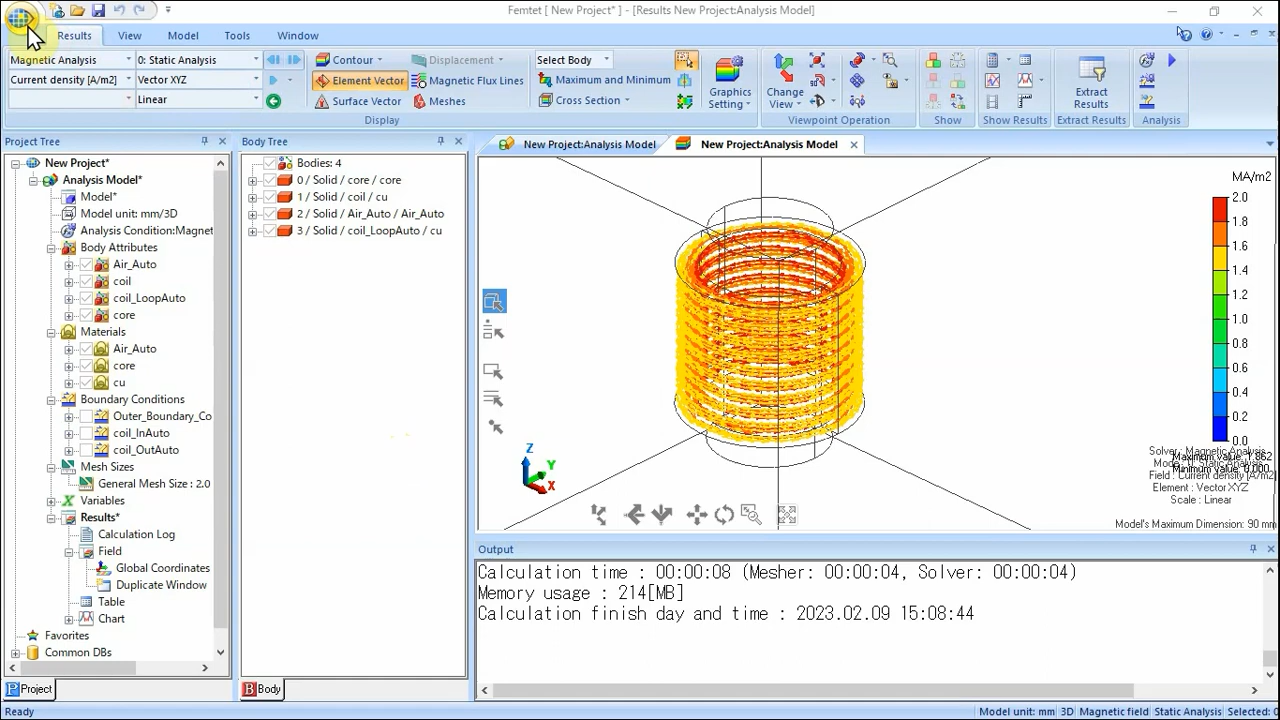 Femtet [ New Project* ] - [Results New Project:Analysis Model]
Results View Model Tools Window
Magnetic Analysis 0: Static Analysis Contour Displacement Select Body
Current density [A/m2] Vector XYZ Element Vector Magnetic Flux Lines Maximum and Minimum
Linear Surface Vector Meshes Cross Section
Graphics Setting Change View Extract Results
Display Viewpoint Operation Show Show Results Extract Results Analysis
Project Tree
New Project*
Analysis Model*
Model*
Model unit: mm/3D
Analysis Condition:Magnet
Body Attributes
Air_Auto
coil
coil_LoopAuto
core
Materials
Air_Auto
core
cu
Boundary Conditions
Outer_Boundary_Co
coil_InAuto
coil_OutAuto
Mesh Sizes
General Mesh Size : 2.0
Variables
Results*
Calculation Log
Field
Global Coordinates
Duplicate Window
Table
Chart
Favorites
Common DBs
Project
Body Tree
Bodies: 4
0 / Solid / core / core
1 / Solid / coil / cu
2 / Solid / Air_Auto / Air_Auto
3 / Solid / coil_LoopAuto / cu
Body
New Project:Analysis Model New Project:Analysis Model
MA/m2
2.0
1.8
1.6
1.4
1.2
1.0
0.8
0.6
0.4
0.2
0.0
Z
Y
X
Field : Current density [A/m2]
Element : Vector XYZ
Scale : Linear
Model's Maximum Dimension: 90 mm
Output
Calculation time : 00:00:08 (Mesher: 00:00:04, Solver: 00:00:04)
Memory usage : 214[MB]
Calculation finish day and time : 2023.02.09 15:08:44
Model unit: mm 3D Magnetic field Static Analysis Selected: 0